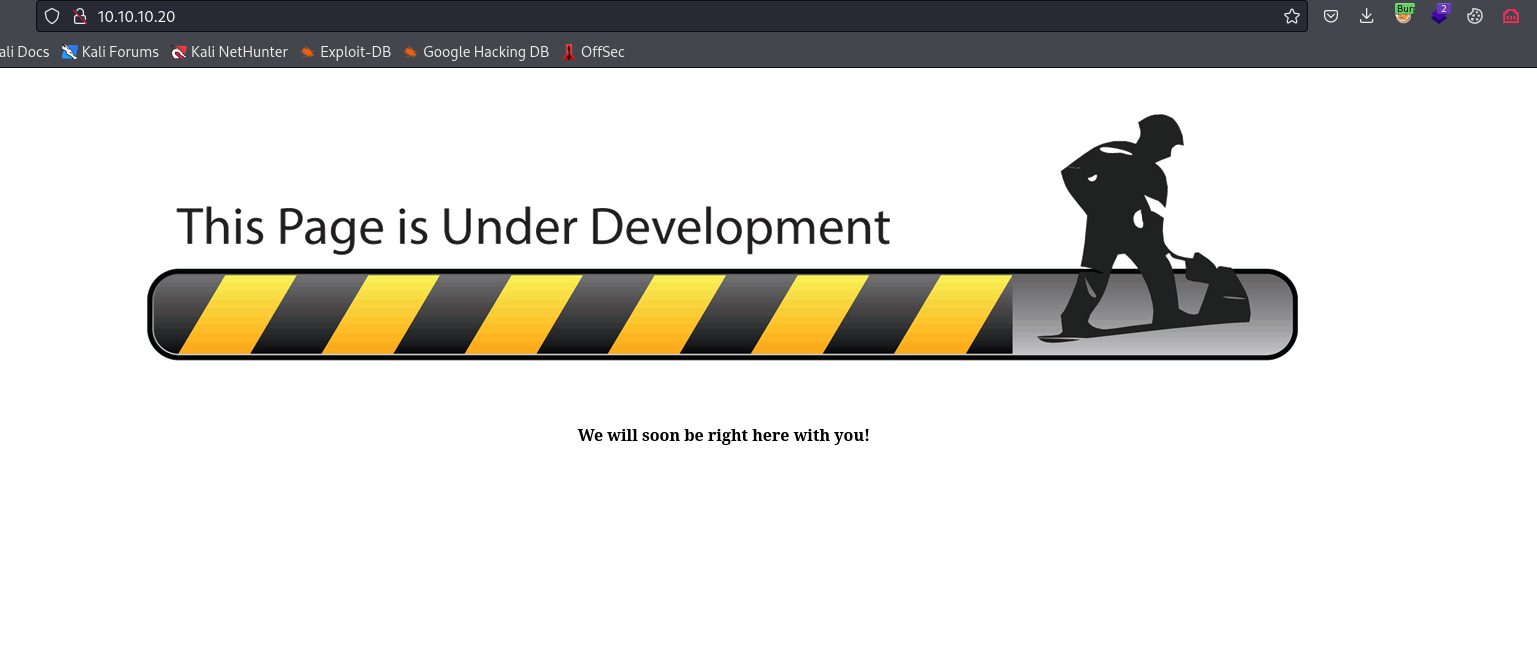 10.10.10.20
Bur
2
ali Docs Kali Forums Kali NetHunter Exploit-DB Google Hacking DB OffSec
This Page is Under Development
We will soon be right here with you!